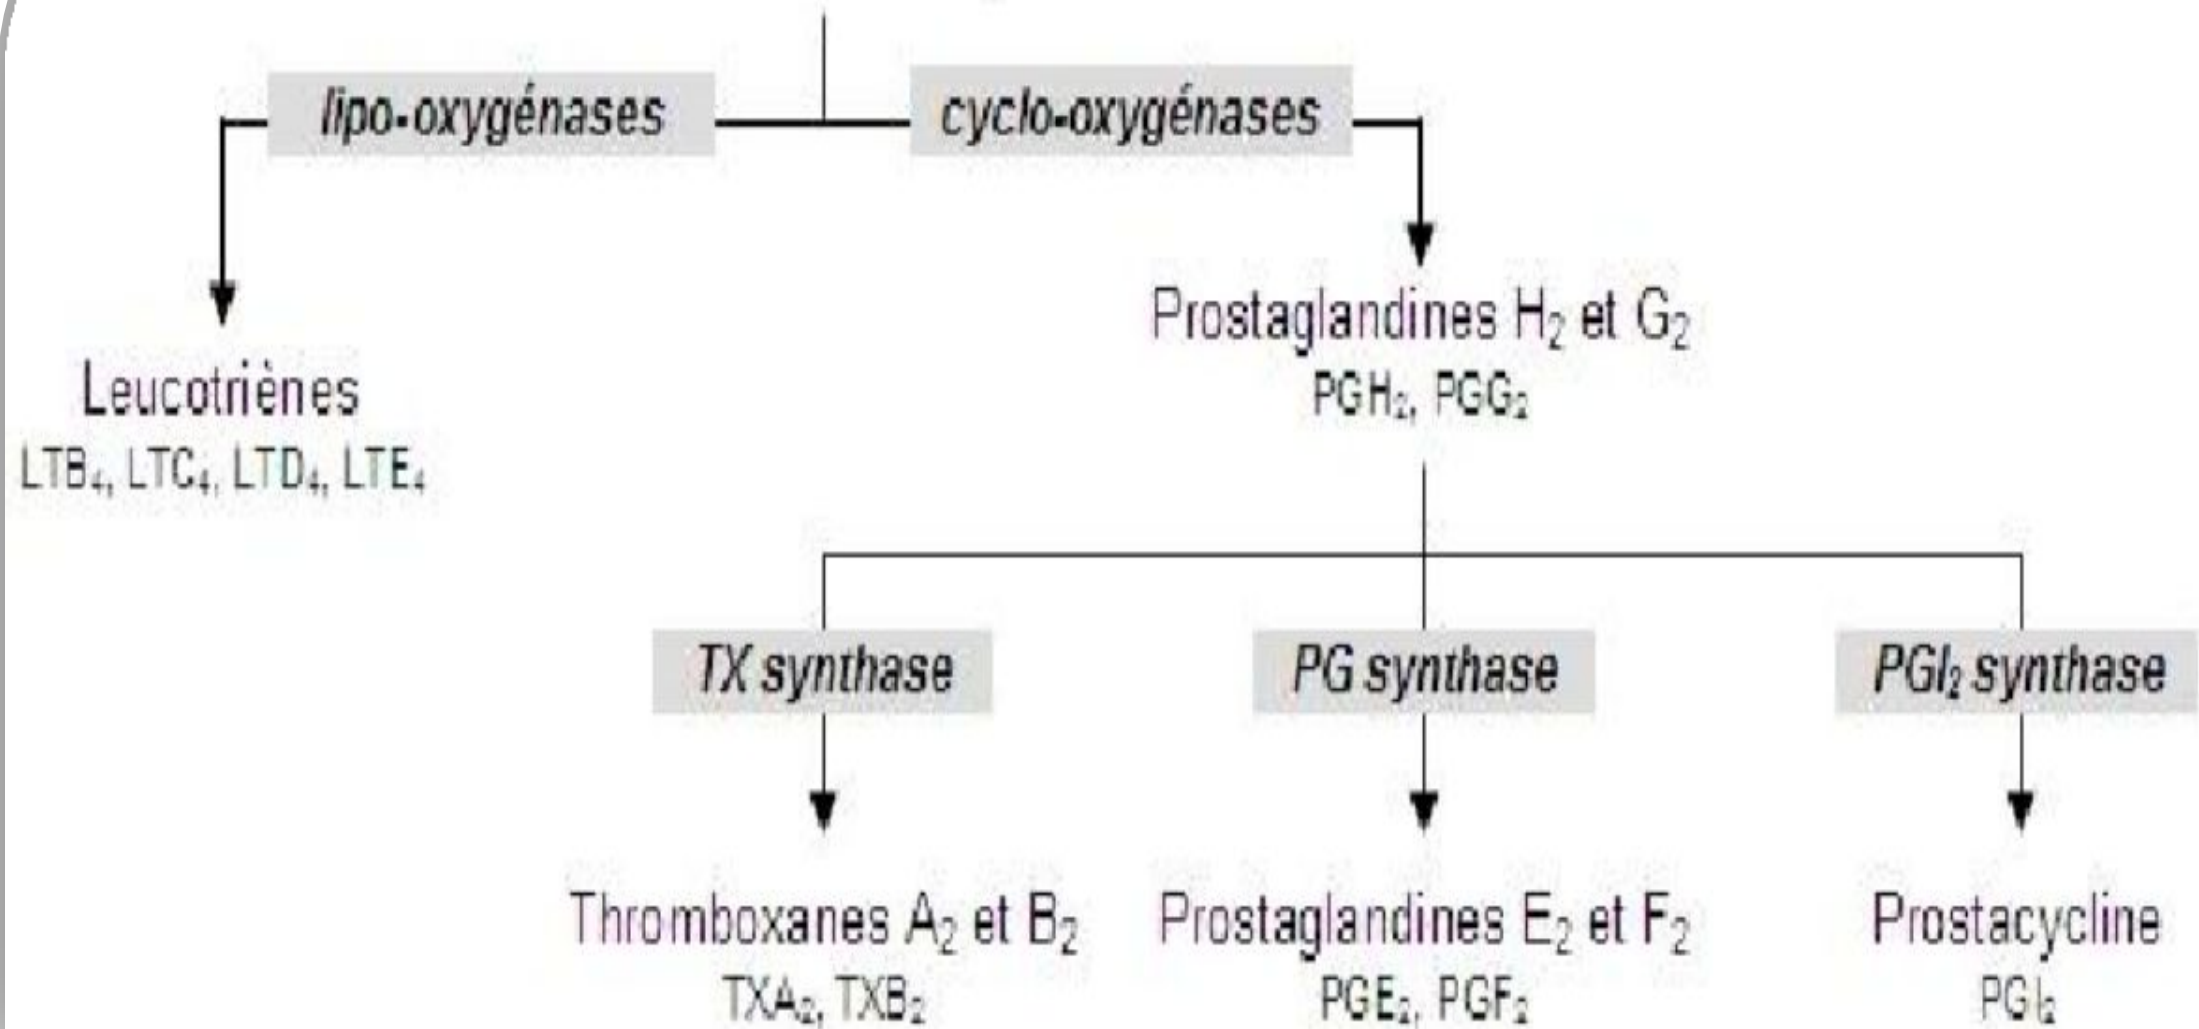 lipo-oxygénases
cyclo-oxygénases
Prostaglandines H₂ et G₂
PGH₂, PGG₂
Leucotriènes
LTB₄, LTC₄, LTD₄, LTE₄
TX synthase
PG synthase
PGI₂ synthase
Thromboxanes A₂ et B₂
TXA₂, TXB₂
Prostaglandines E₂ et F₂
PGE₂, PGF₂
Prostacycline
PGI₂